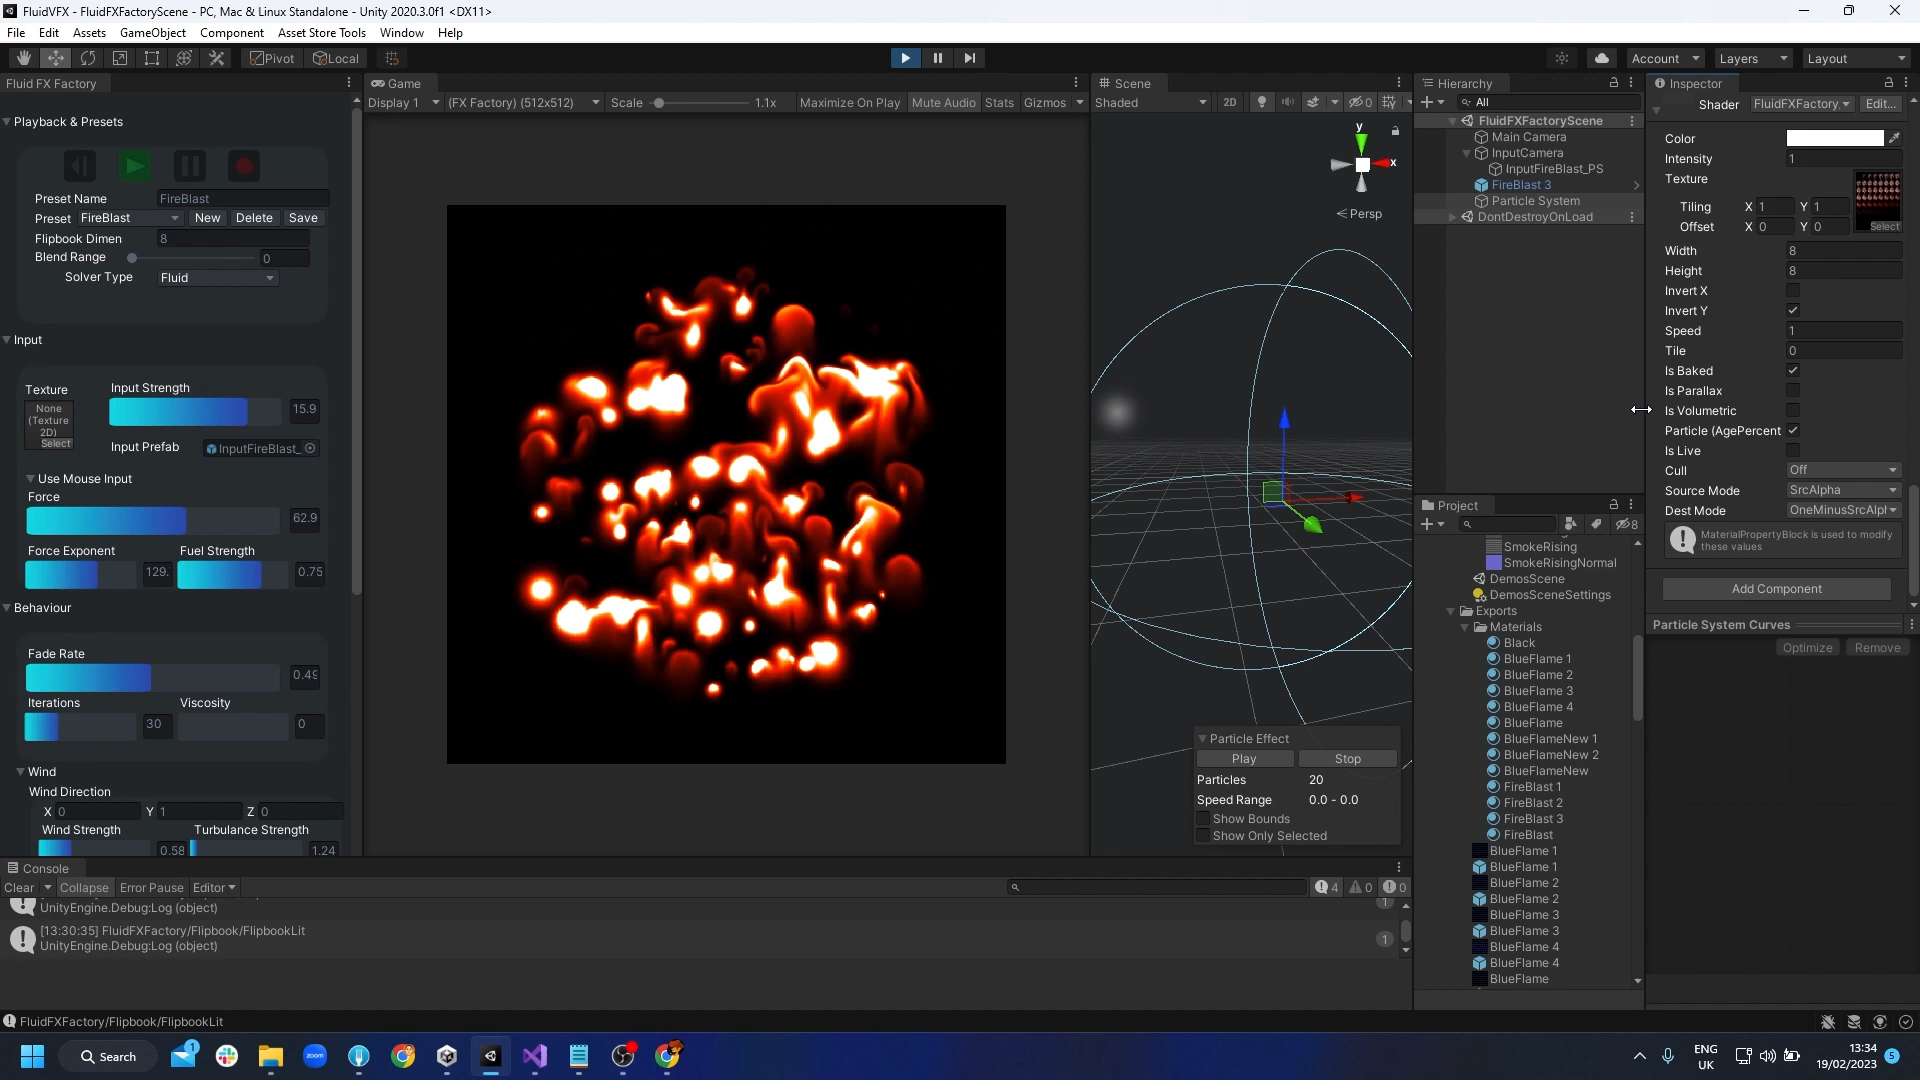 FluidVFX - FluidFXFactoryScene - PC, Mac & Linux Standalone - Unity 2020.3.0f1 <DX11>
File Edit Assets GameObject Component Asset Store Tools Window Help
Pivot Local Account Layers Layout
Fluid FX Factory
Playback & Presets
Preset Name FireBlast
Preset FireBlast New Delete Save
Flipbook Dimen 8
Blend Range 0
Solver Type Fluid
Input
Texture
None
(Texture
2D)
Select
Input Strength
15.9
Input Prefab InputFireBlast_
Use Mouse Input
Force
62.9
Force Exponent Fuel Strength
129. 0.75
Behaviour
Fade Rate
0.49
Iterations Viscosity
30 0
Wind
Wind Direction
X 0 Y 1 Z 0
Wind Strength Turbulance Strength
0.58 1.24
Game
Display 1 (FX Factory) (512x512) Scale 1.1x Maximize On Play Mute Audio Stats Gizmos
Scene
Shaded 2D 0
y
x
< Persp
Particle Effect
Play Stop
Particles 20
Speed Range 0.0 - 0.0
Show Bounds
Show Only Selected
Hierarchy
All
FluidFXFactoryScene
Main Camera
InputCamera
InputFireBlast_PS
FireBlast 3
Particle System
DontDestroyOnLoad
Project
8
SmokeRising
SmokeRisingNormal
DemosScene
DemosSceneSettings
Exports
Materials
Black
BlueFlame 1
BlueFlame 2
BlueFlame 3
BlueFlame 4
BlueFlame
BlueFlameNew 1
BlueFlameNew 2
BlueFlameNew
FireBlast 1
FireBlast 2
FireBlast 3
FireBlast
BlueFlame 1
BlueFlame 1
BlueFlame 2
BlueFlame 2
BlueFlame 3
BlueFlame 3
BlueFlame 4
BlueFlame 4
BlueFlame
Inspector
Shader FluidFXFactory, Edit...
Color
Intensity 1
Texture
Tiling X 1 Y 1
Offset X 0 Y 0 Select
Width 8
Height 8
Invert X
Invert Y
Speed 1
Tile 0
Is Baked
Is Parallax
Is Volumetric
Particle (AgePercent
Is Live
Cull Off
Source Mode SrcAlpha
Dest Mode OneMinusSrcAlpl
MaterialPropertyBlock is used to modify
these values
Add Component
Particle System Curves
Optimize Remove
Console
Clear Collapse Error Pause Editor 4 0 0
UnityEngine.Debug:Log (object) 1
[13:30:35] FluidFXFactory/Flipbook/FlipbookLit
UnityEngine.Debug:Log (object) 1
FluidFXFactory/Flipbook/FlipbookLit
Search 1 zoom ENG
UK 13:34
19/02/2023 5